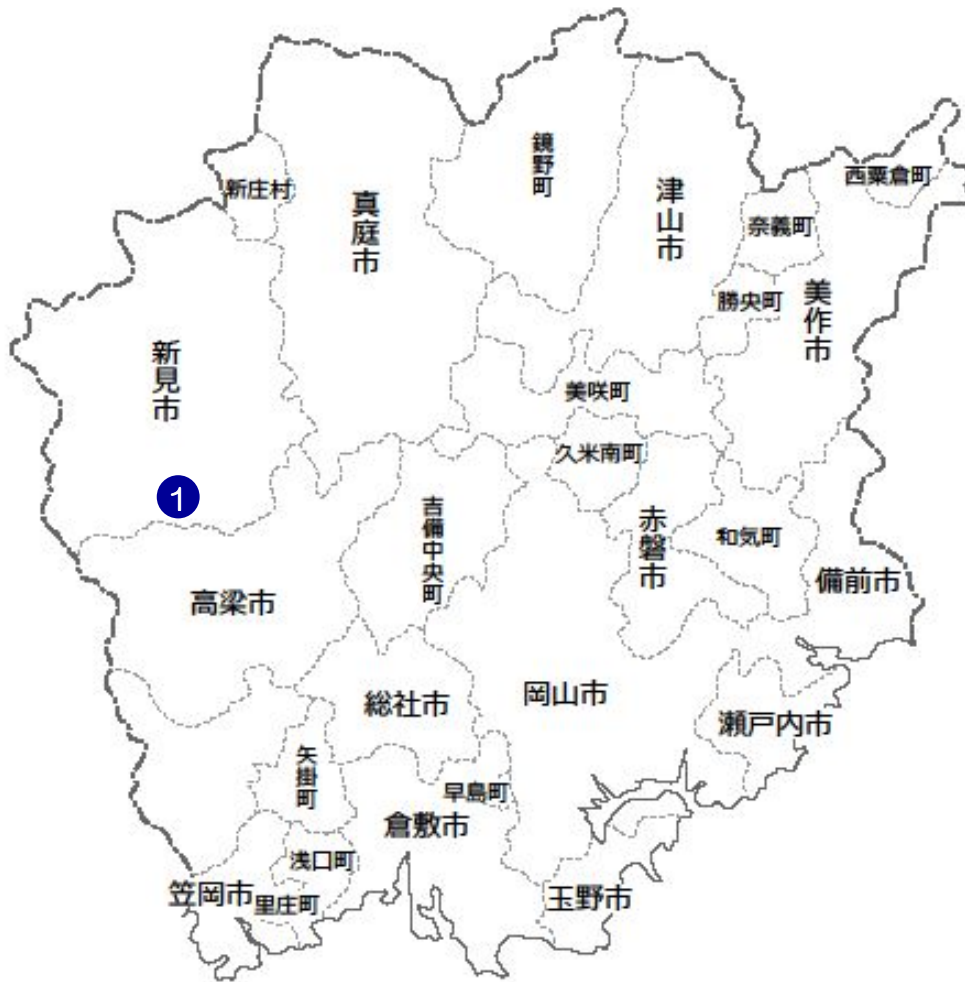 鏡野町
西粟倉町
新庄村
真庭市
津山市
奈義町
勝央町
美作市
新見市
美咲町
久米南町
1
吉備中央町
赤磐市
和気町
備前市
高梁市
総社市
岡山市
瀬戸内市
矢掛町
早島町
倉敷市
浅口町
笠岡市
里庄町
玉野市